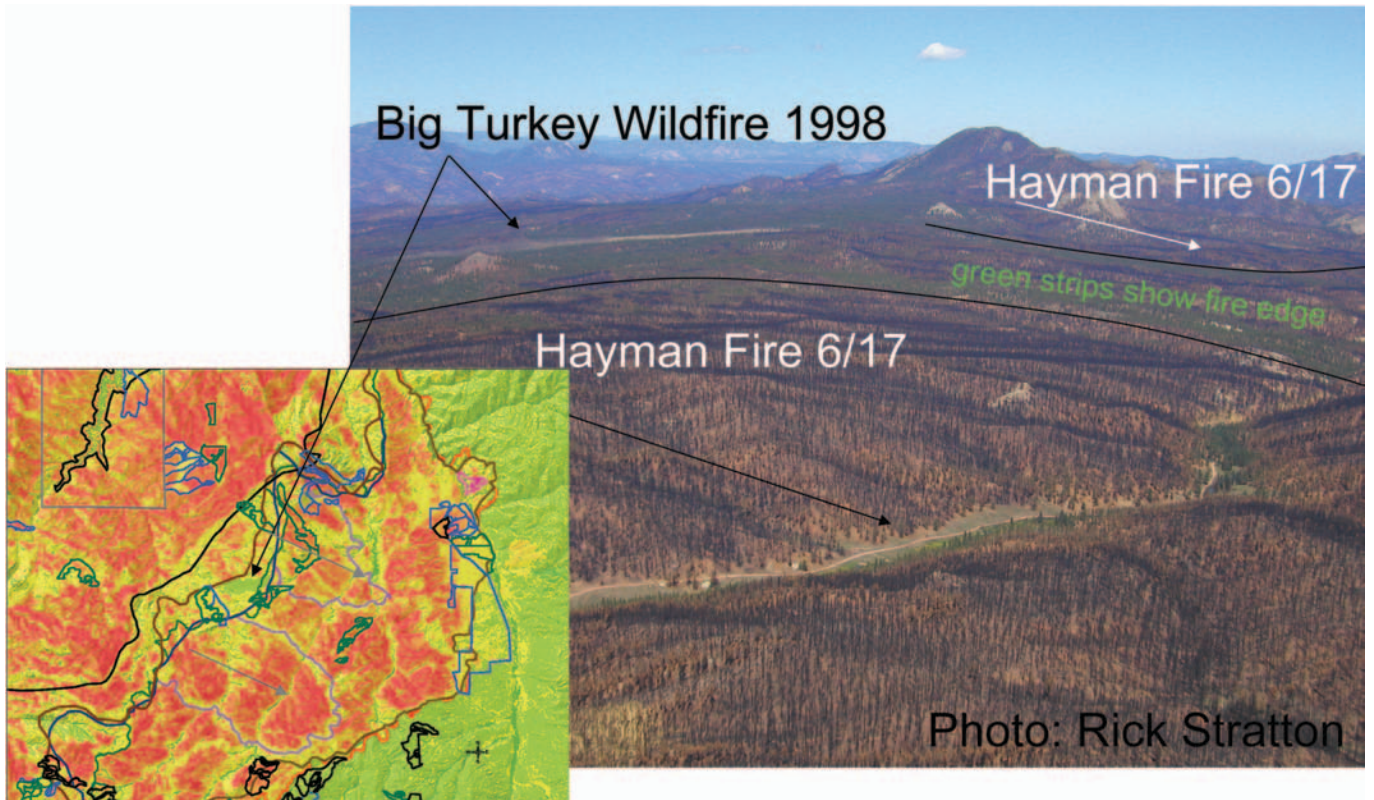 Big Turkey Wildfire 1998
Hayman Fire 6/17
green strips show fire edge
Hayman Fire 6/17
Photo: Rick Stratton